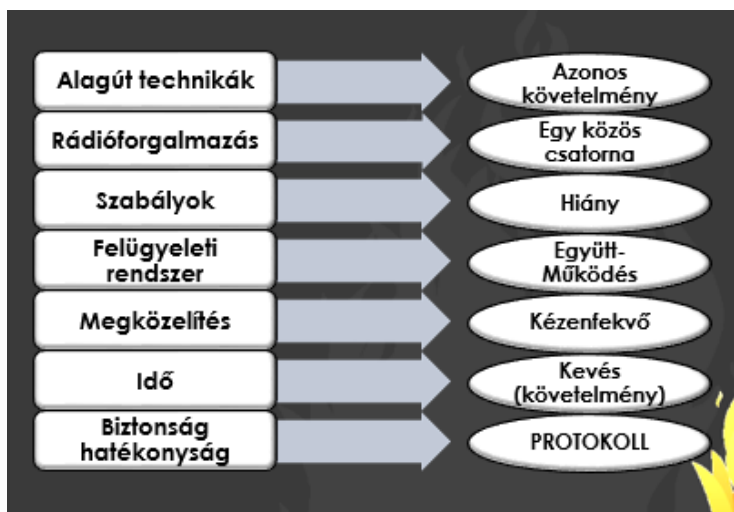 Alagút technikák
Azonos
követelmény
Rádióforgalmazás
Egy közös
csatorna
Szabályok
Hiány
Felügyeleti
rendszer
Együtt-
Működés
Megközelítés
Kézenfekvő
Idő
Kevés
(követelmény)
Biztonság
hatékonyság
PROTOKOLL